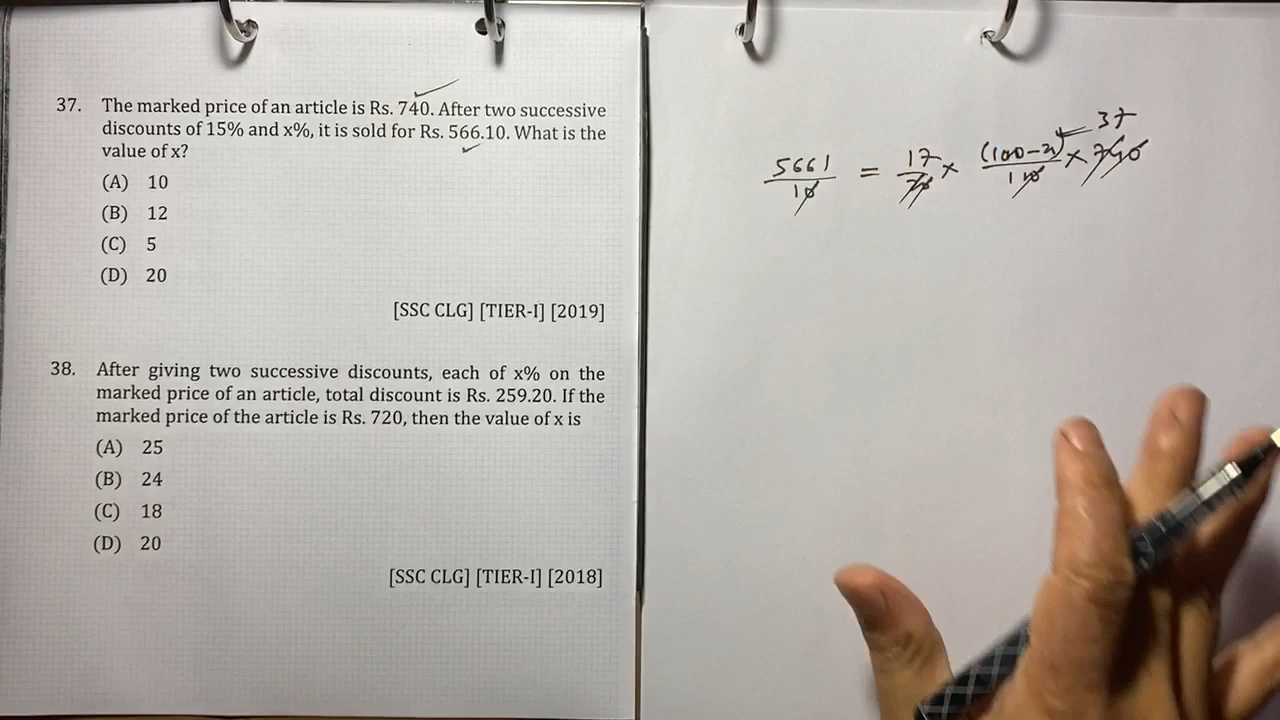 37. The marked price of an article is Rs. 740. After two successive
discounts of 15% and x%, it is sold for Rs. 566.10. What is the
value of x?
(A) 10
(B) 12
(C) 5
(D) 20
[SSC CLG] [TIER-I] [2019]
38. After giving two successive discounts, each of x% on the
marked price of an article, total discount is Rs. 259.20. If the
marked price of the article is Rs. 720, then the value of x is
(A) 25
(B) 24
(C) 18
(D) 20
[SSC CLG] [TIER-I] [2018]
37
5661/10 = 17/20 × (100-x)/100 × 740